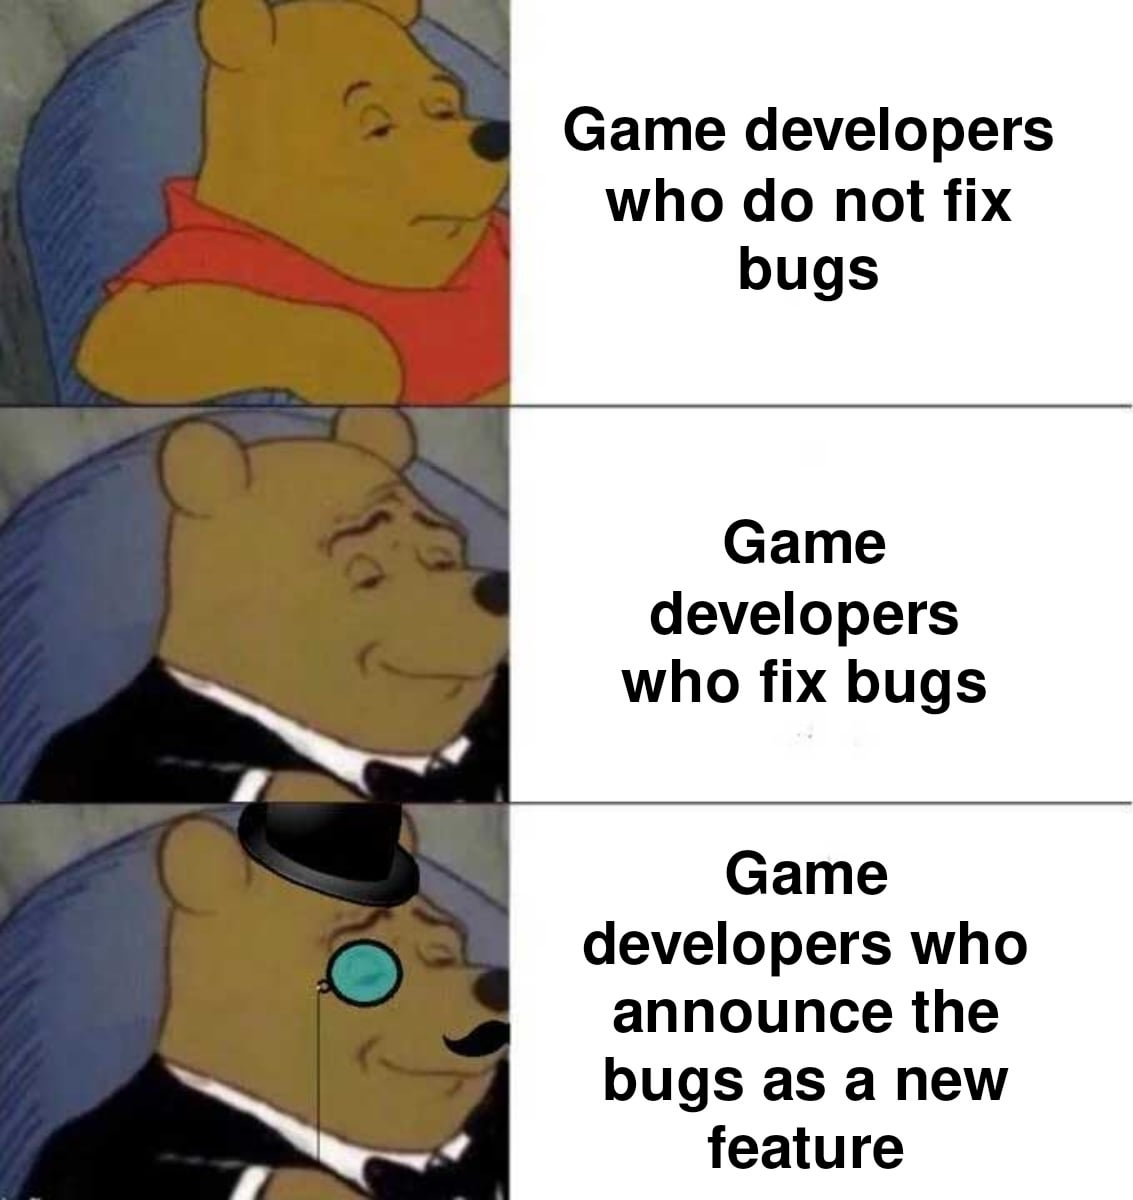 Game developers
who do not fix
bugs
Game
developers
who fix bugs
Game
developers who
announce the
bugs as a new
feature